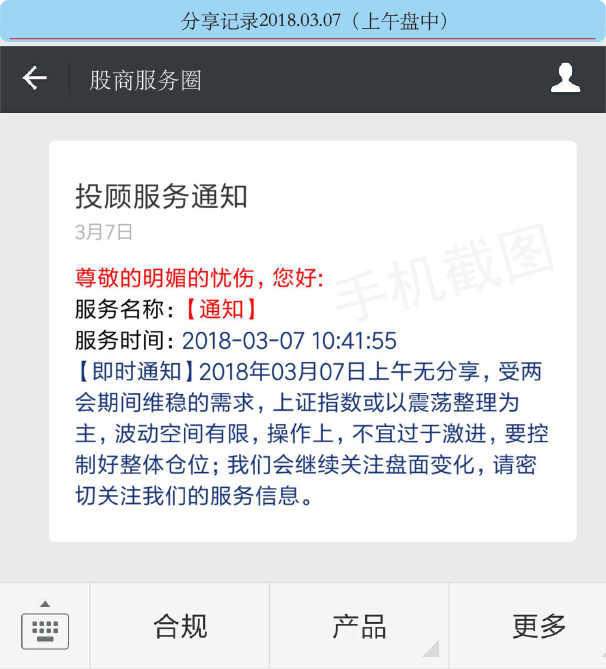 分享记录2018.03.07（上午盘中）
股商服务圈
投顾服务通知
3月7日
手机截图
尊敬的明媚的忧伤，您好:
服务名称：【通知】
服务时间：2018-03-07 10:41:55
【即时通知】2018年03月07日上午无分享，受两
会期间维稳的需求，上证指数或以震荡整理为
主，波动空间有限，操作上，不宜过于激进，要控
制好整体仓位；我们会继续关注盘面变化，请密
切关注我们的服务信息。
合规
产品
更多